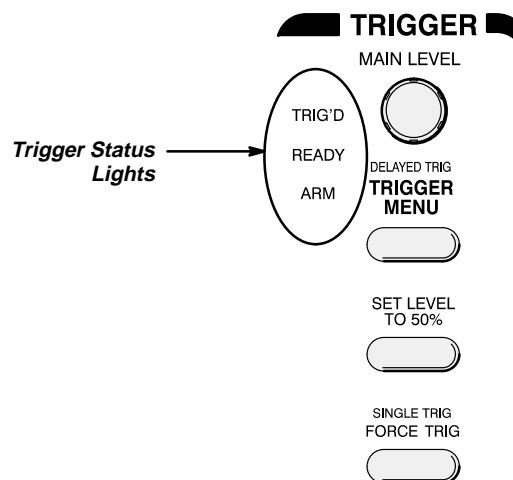 TRIGGER
MAIN LEVEL
TRIG'D
READY
ARM
Trigger Status
Lights
DELAYED TRIG
TRIGGER
MENU
SET LEVEL
TO 50%
SINGLE TRIG
FORCE TRIG